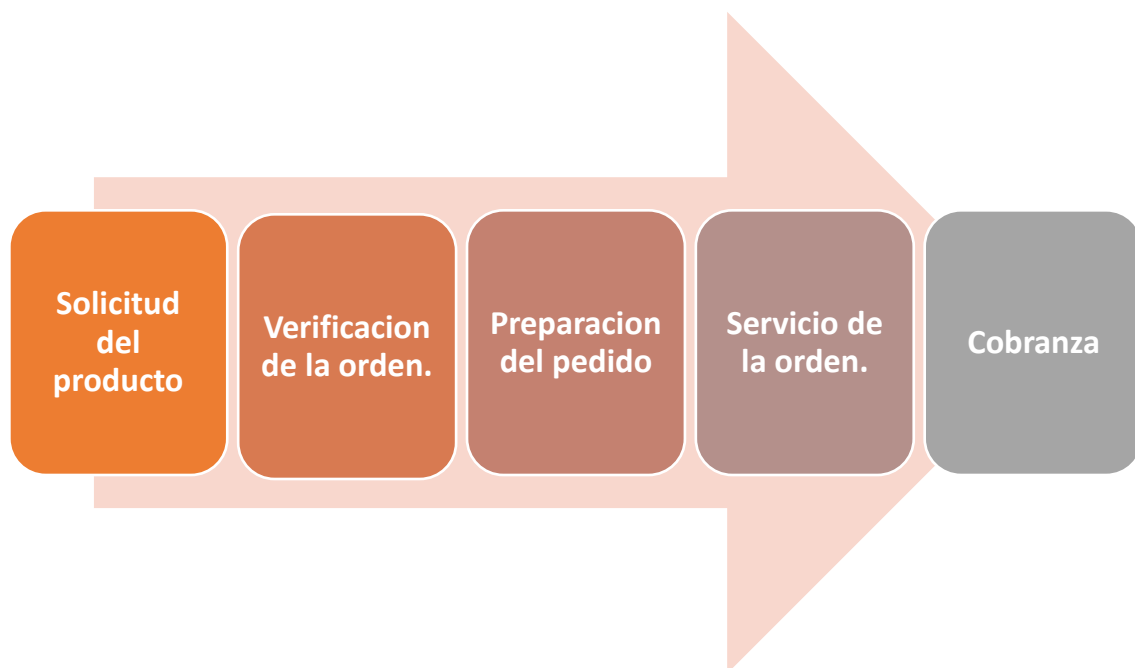 Solicitud
del
producto
Verificacion
de la orden.
Preparacion
del pedido
Servicio de
la orden.
Cobranza